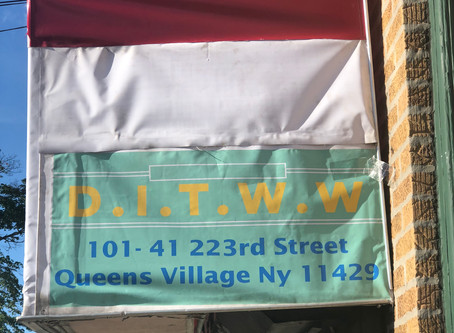 D.I.T.W.W
101- 41 223rd Street
Queens Village Ny 11429